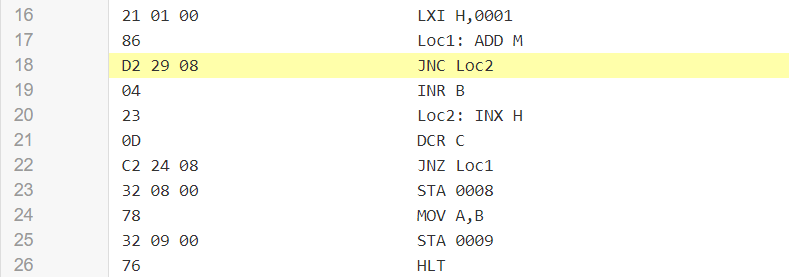 16 21 01 00 LXI H,0001
17 86 Loc1: ADD M
18 D2 29 08 JNC Loc2
19 04 INR B
20 23 Loc2: INX H
21 0D DCR C
22 C2 24 08 JNZ Loc1
23 32 08 00 STA 0008
24 78 MOV A,B
25 32 09 00 STA 0009
26 76 HLT